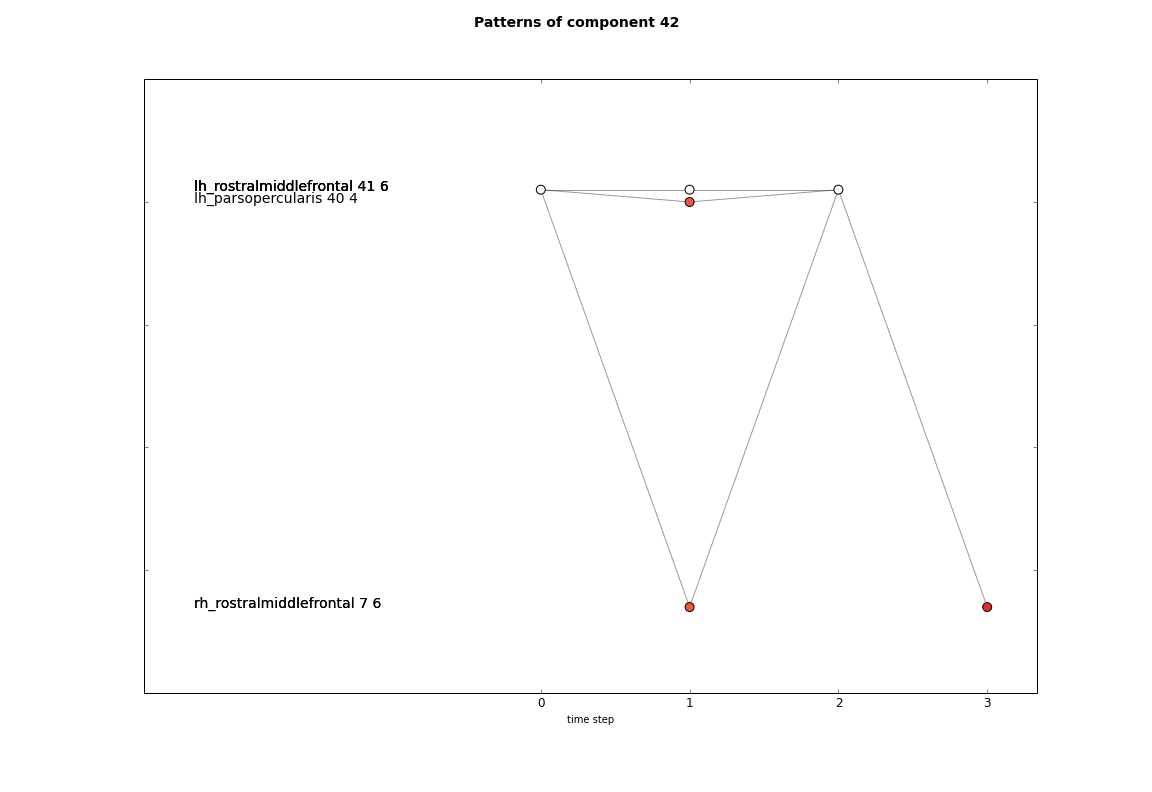 Patterns of component 42
lh_rostralmiddlefrontal 41 6
lh_parsopercularis 40 4
rh_rostralmiddlefrontal 7 6
0 1 2 3
time step